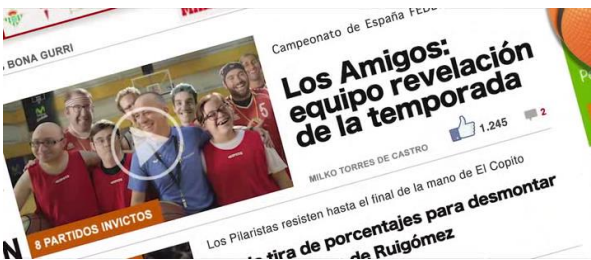 BONA GURRI
Campeonato de España
Los Amigos:
equipo revelación
de la temporada
MILKO TORRES DE CASTRO
1.245
2
8 PARTIDOS INVICTOS
Los Pilaristas resisten hasta el final de la mano de El Copito
tira de porcentajes para desmontar
de Ruigómez